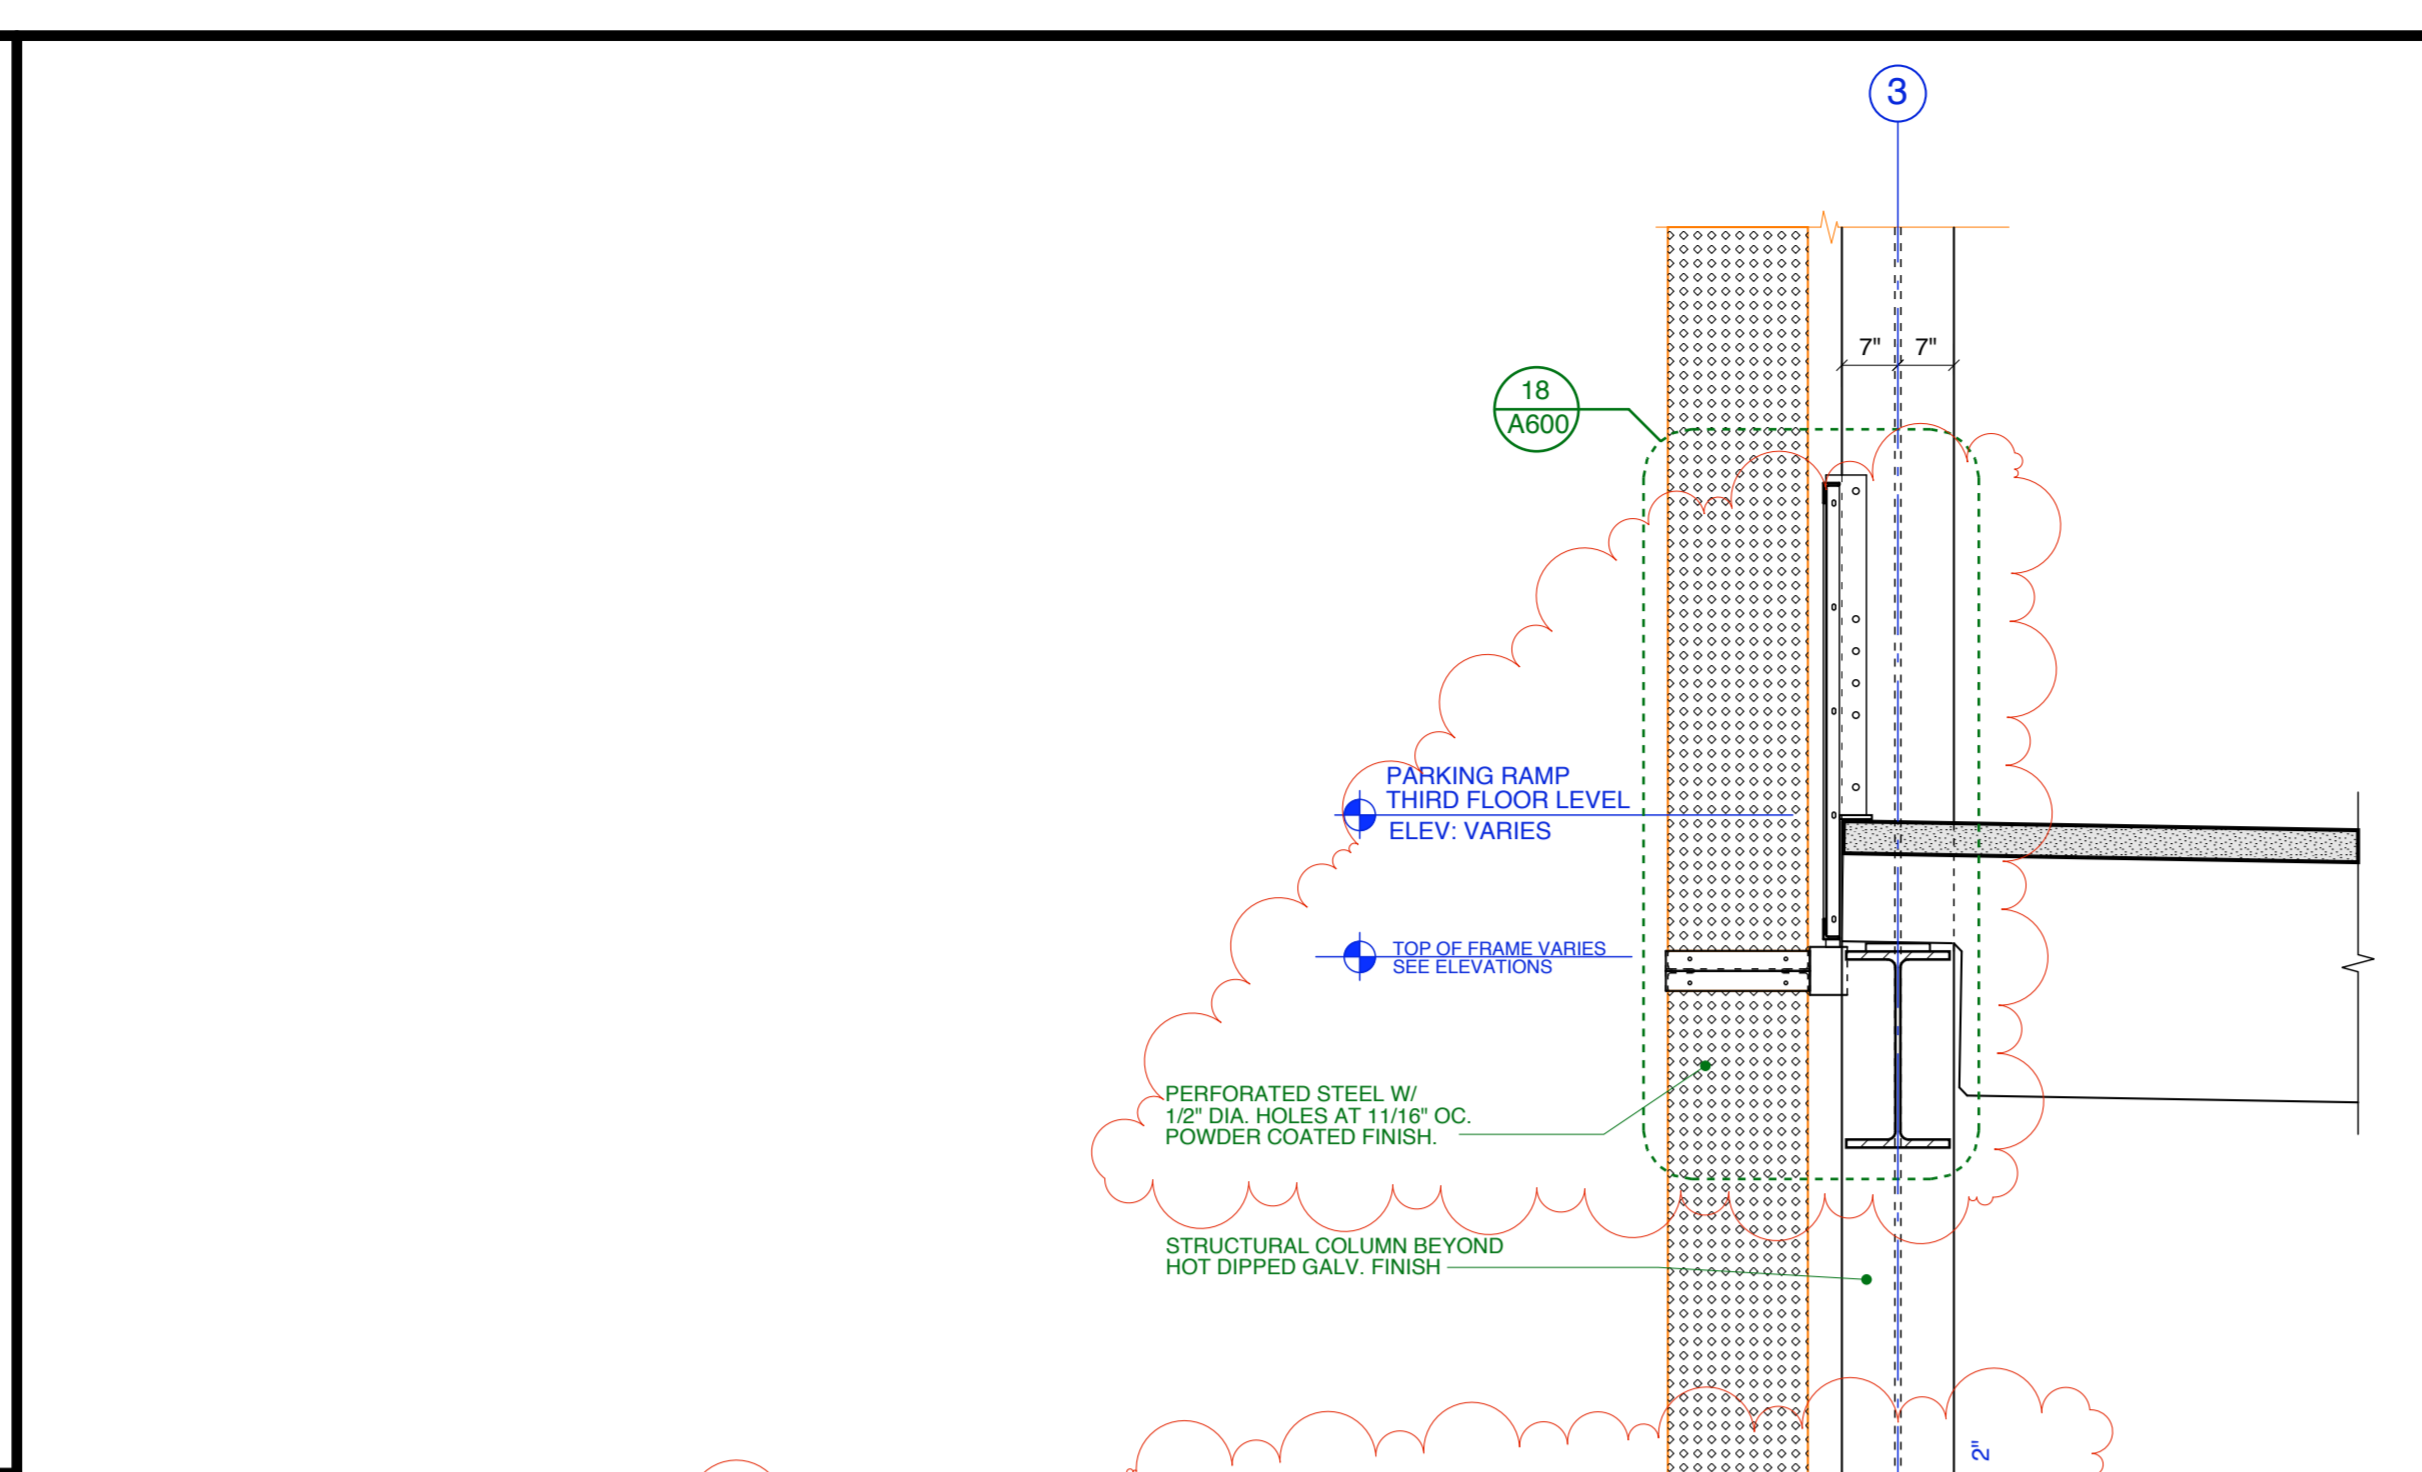 3
7" 7"
18
A600
PARKING RAMP
THIRD FLOOR LEVEL
ELEV: VARIES
TOP OF FRAME VARIES
SEE ELEVATIONS
PERFORATED STEEL W/
1/2" DIA. HOLES AT 11/16" OC.
POWDER COATED FINISH.
STRUCTURAL COLUMN BEYOND
HOT DIPPED GALV. FINISH
2"